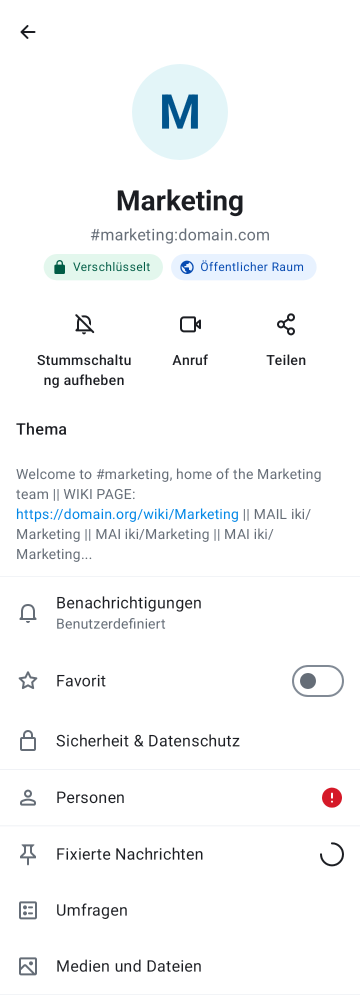 M
Marketing
#marketing:domain.com
Verschlüsselt
Öffentlicher Raum
Stummschaltu
ng aufheben
Anruf
Teilen
Thema
Welcome to #marketing, home of the Marketing
team || WIKI PAGE:
https://domain.org/wiki/Marketing || MAIL iki/
Marketing || MAI iki/Marketing || MAI iki/
Marketing...
Benachrichtigungen
Benutzerdefiniert
Favorit
Sicherheit & Datenschutz
Personen
Fixierte Nachrichten
Umfragen
Medien und Dateien